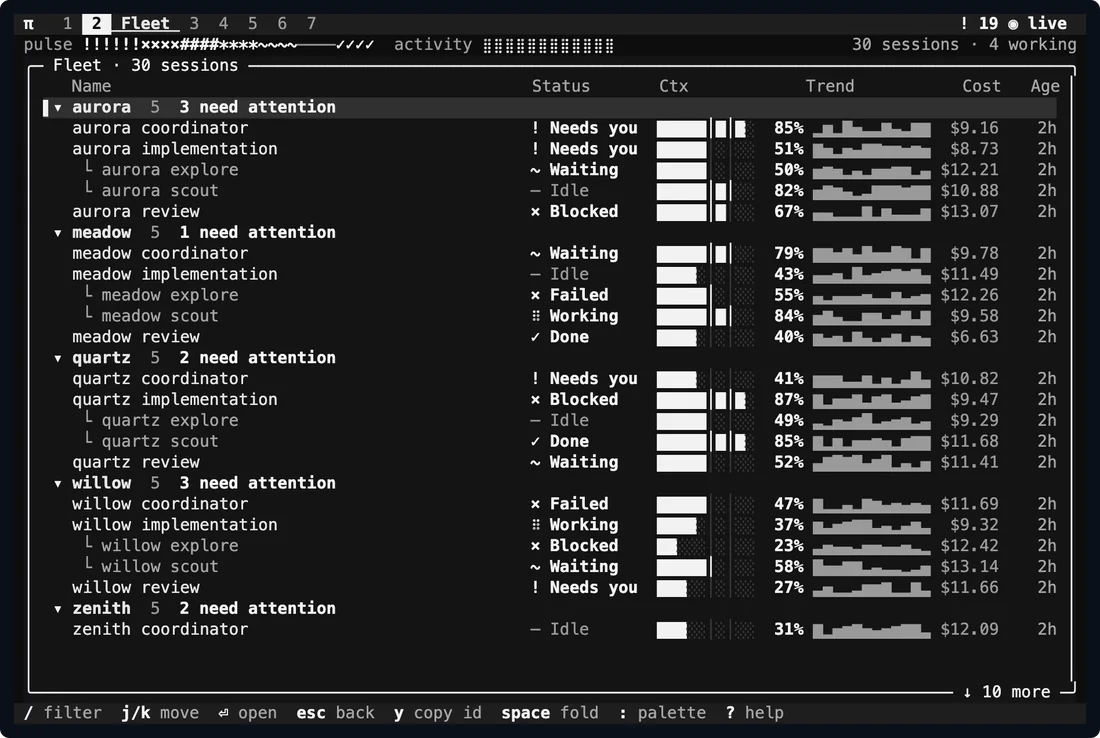 π 1 2 Fleet 3 4 5 6 7 ! 19 ◉ live
pulse !!!!!!××××####****~~~~————✓✓✓✓ activity ⣿⣿⣿⣿⣿⣿⣿⣿⣿⣿⣿⣿ 30 sessions · 4 working
Fleet · 30 sessions
Name Status Ctx Trend Cost Age
▾ aurora 5 3 need attention
aurora coordinator ! Needs you 85% $9.16 2h
aurora implementation ! Needs you 51% $8.73 2h
└ aurora explore ~ Waiting 50% $12.21 2h
└ aurora scout — Idle 82% $10.88 2h
aurora review × Blocked 67% $13.07 2h
▾ meadow 5 1 need attention
meadow coordinator ~ Waiting 79% $9.78 2h
meadow implementation — Idle 43% $11.49 2h
└ meadow explore × Failed 55% $12.26 2h
└ meadow scout ⠿ Working 84% $9.58 2h
meadow review ✓ Done 40% $6.63 2h
▾ quartz 5 2 need attention
quartz coordinator ! Needs you 41% $10.82 2h
quartz implementation × Blocked 87% $9.47 2h
└ quartz explore — Idle 49% $9.29 2h
└ quartz scout ✓ Done 85% $11.68 2h
quartz review ~ Waiting 52% $11.41 2h
▾ willow 5 3 need attention
willow coordinator × Failed 47% $11.69 2h
willow implementation ⠿ Working 37% $9.32 2h
└ willow explore × Blocked 23% $12.42 2h
└ willow scout ~ Waiting 58% $13.14 2h
willow review ! Needs you 27% $11.66 2h
▾ zenith 5 2 need attention
zenith coordinator — Idle 31% $12.09 2h
↓ 10 more
/ filter j/k move ⏎ open esc back y copy id space fold : palette ? help